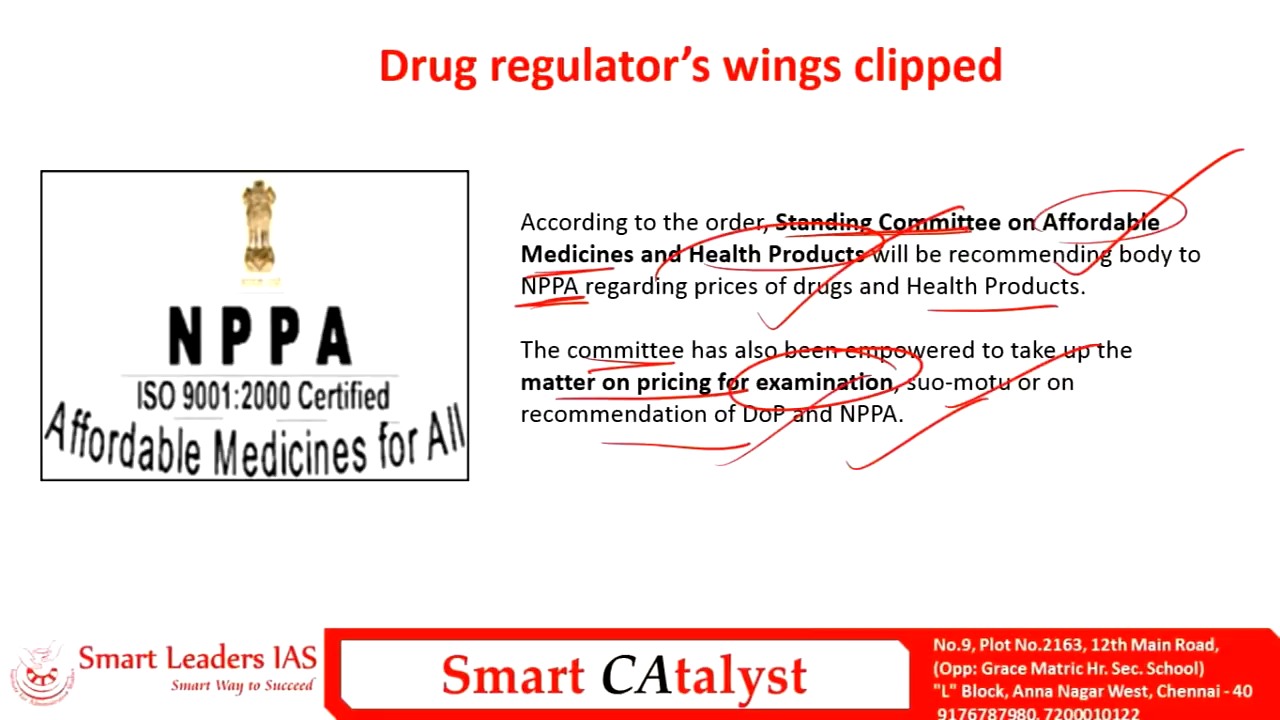 Drug regulator's wings clipped
According to the order, Standing Committee on Affordable
Medicines and Health Products will be recommending body to
NPPA regarding prices of drugs and Health Products.
The committee has also been empowered to take up the
matter on pricing for examination, suo-motu or on
recommendation of DoP and NPPA.
NPPA
ISO 9001:2000 Certified
Affordable Medicines for All
Smart Leaders IAS
Smart Way to Succeed
Smart CAtalyst
No.9, Plot No.2163, 12th Main Road,
(Opp: Grace Matric Hr. Sec. School)
"L" Block, Anna Nagar West, Chennai - 40
9176787980, 7200010122